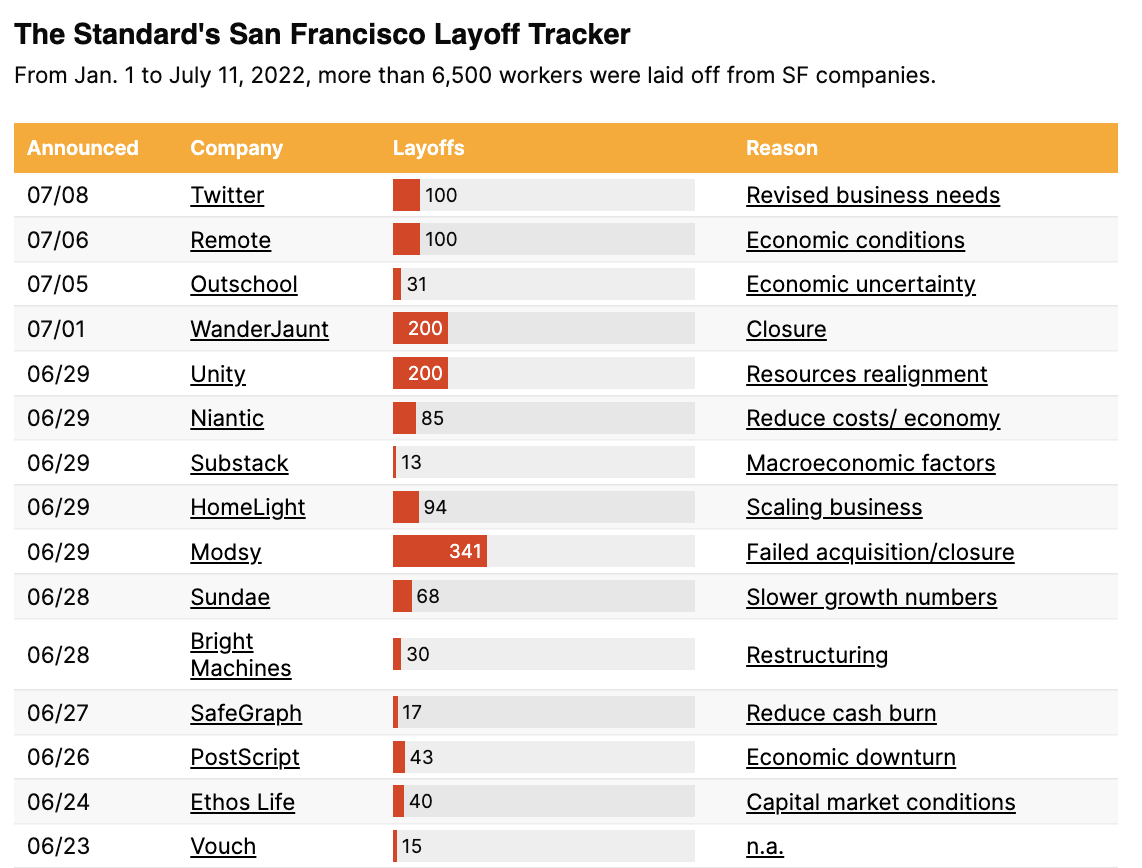 The Standard's San Francisco Layoff Tracker
From Jan. 1 to July 11, 2022, more than 6,500 workers were laid off from SF companies.
Announced Company Layoffs Reason
07/08 Twitter 100 Revised business needs
07/06 Remote 100 Economic conditions
07/05 Outschool 31 Economic uncertainty
07/01 WanderJaunt 200 Closure
06/29 Unity 200 Resources realignment
06/29 Niantic 85 Reduce costs/ economy
06/29 Substack 13 Macroeconomic factors
06/29 HomeLight 94 Scaling business
06/29 Modsy 341 Failed acquisition/closure
06/28 Sundae 68 Slower growth numbers
06/28 Bright
Machines 30 Restructuring
06/27 SafeGraph 17 Reduce cash burn
06/26 PostScript 43 Economic downturn
06/24 Ethos Life 40 Capital market conditions
06/23 Vouch 15 n.a.